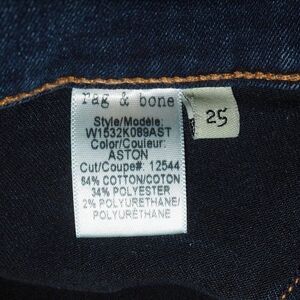 rag & bone
Style/Modèle:
W1532K089AST
Color/Couleur:
ASTON
Cut/Coupe#: 12544
64% COTTON/COTON
34% POLYESTER
2% POLYURETHANE/
POLYURÉTHANE
25